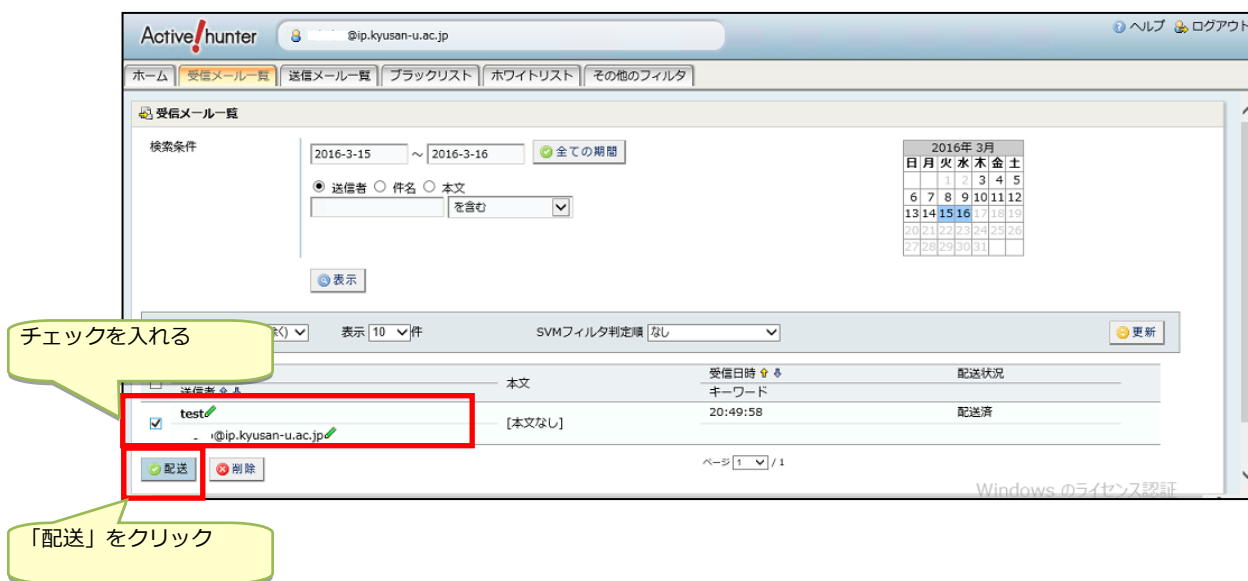 Active!hunter
@ip.kyusan-u.ac.jp
ヘルプ ログアウト
ホーム 受信メール一覧 送信メール一覧 ブラックリスト ホワイトリスト その他のフィルタ
受信メール一覧
検索条件
2016-3-15 ～ 2016-3-16 全ての期間
送信者 件名 本文
を含む
表示
2016年 3月
日 月 火 水 木 金 土
1 2 3 4 5
6 7 8 9 10 11 12
13 14 15 16 17 18 19
20 21 22 23 24 25 26
27 28 29 30 31
チェックを入れる
く) 表示 10 件 SVMフィルタ判定順 なし 更新
送信者 本文 受信日時 配送状況
キーワード
test 20:49:58 配送済
[本文なし]
@ip.kyusan-u.ac.jp
配送 削除 ページ 1 / 1
Windows のライセンス認証
「配送」をクリック